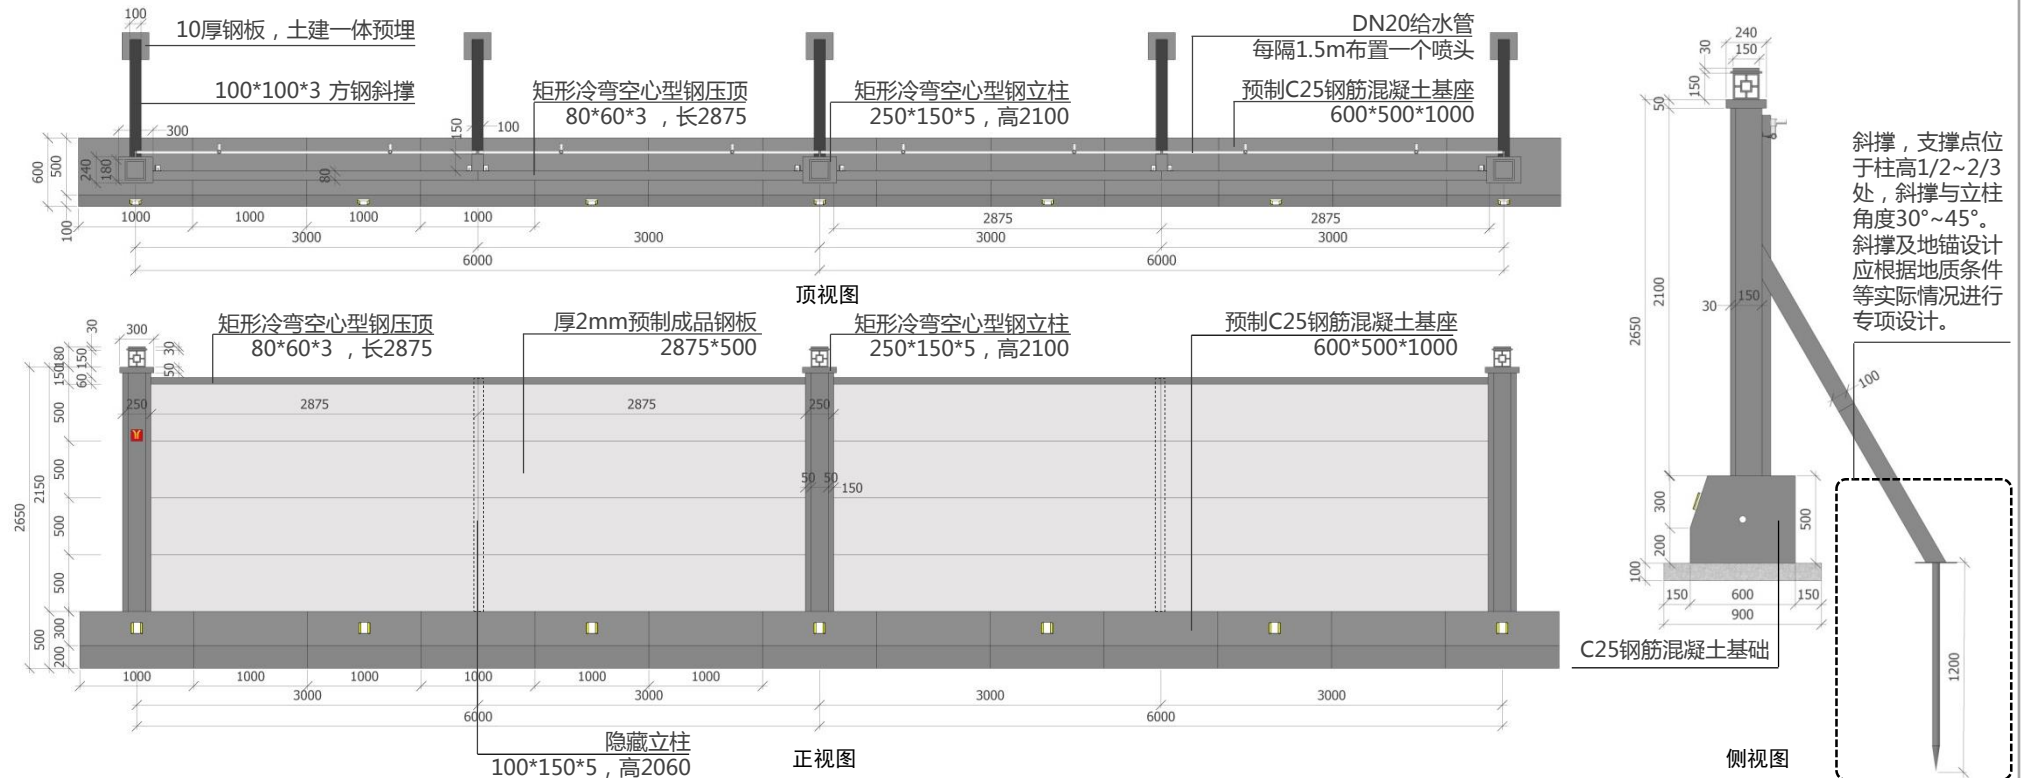 100
10厚钢板，土建一体预埋
100*100*3 方钢斜撑
300
矩形冷弯空心型钢压顶
80*60*3 ，长2875
150
100
矩形冷弯空心型钢立柱
250*150*5，高2100
DN20给水管
每隔1.5m布置一个喷头
预制C25钢筋混凝土基座
600*500*1000
600
500
240
180
80
100
1000
1000
1000
1000
2875
2875
3000
3000
3000
3000
6000
6000
顶视图
30
300
180
150
30
150
50
60
矩形冷弯空心型钢压顶
80*60*3 ，长2875
厚2mm预制成品钢板
2875*500
矩形冷弯空心型钢立柱
250*150*5，高2100
预制C25钢筋混凝土基座
600*500*1000
250
2875
2875
250
500
500
500
500
2150
2650
50
50
150
500
300
200
1000
1000
1000
1000
1000
1000
3000
3000
3000
3000
6000
6000
隐藏立柱
100*150*5，高2060
正视图
240
150
30
150
50
2100
2650
30
150
100
300
200
100
500
150
600
150
900
1200
C25钢筋混凝土基础
侧视图
斜撑，支撑点位
于柱高1/2~2/3
处，斜撑与立柱
角度30°~45°。
斜撑及地锚设计
应根据地质条件
等实际情况进行
专项设计。